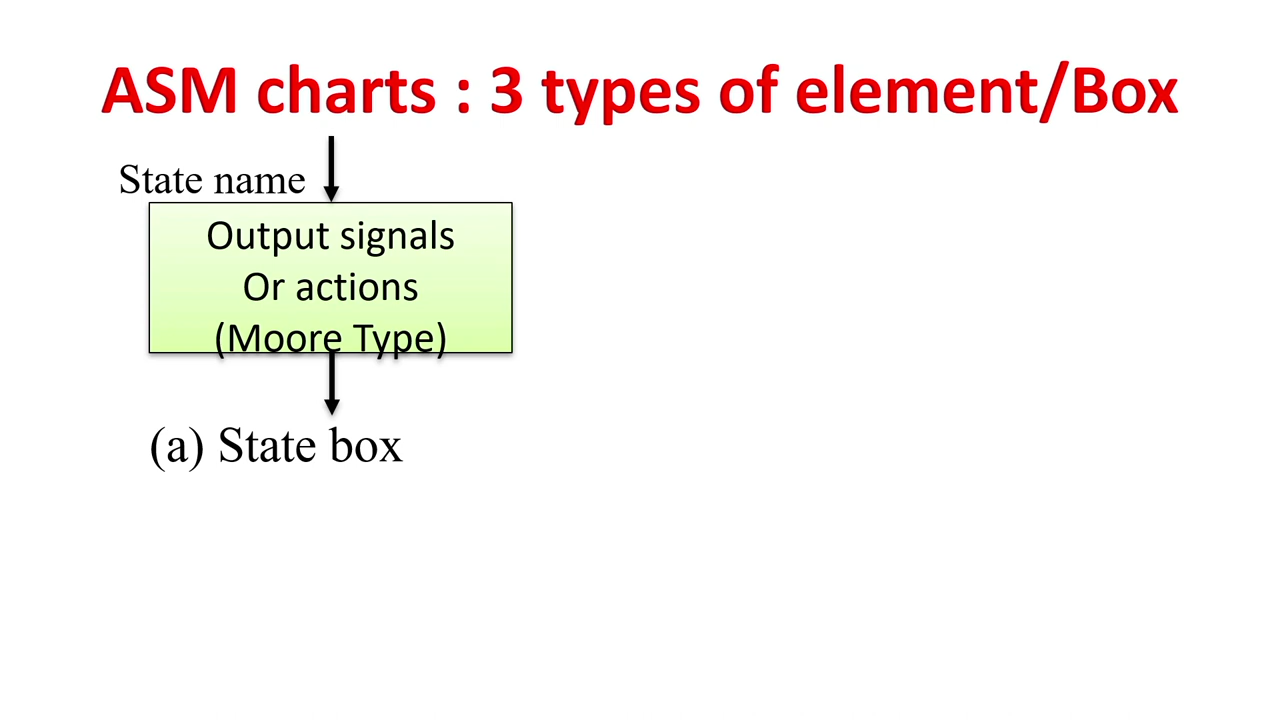 ASM charts : 3 types of element/Box
State name
Output signals
Or actions
(Moore Type)
(a) State box